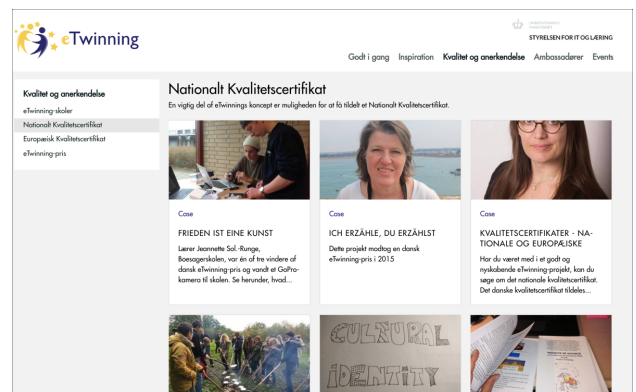 eTwinning
STYRELSEN FOR IT OG LÆRING
Godt i gang Inspiration Kvalitet og anerkendelse Ambassadører Events
Kvalitet og anerkendelse
eTwinning-skoler
Nationalt Kvalitetscertifikat
Europæisk Kvalitetscertifikat
eTwinning-pris
Nationalt Kvalitetscertifikat
En vigtig del af eTwinnings koncept er muligheden for at få tildelt et Nationalt Kvalitetscertifikat.
Case
FRIEDEN IST EINE KUNST
Lærer Jeannette Sol.-Runge,
Boesagerskolen, var én af tre vindere af
dansk eTwinning-pris og vandt et GoPro-
kamera til skolen. Se herunder, hvad...
Case
ICH ERZÄHLE, DU ERZÄHLST
Dette projekt modtog en dansk
eTwinning-pris i 2015
Case
KVALITETSCERTIFIKATER - NA-
TIONALE OG EUROPÆISKE
Har du været med i et godt og
nyskabende eTwinning-projekt, kan du
søge om det nationale kvalitetscertifikat.
Det danske kvalitetscertifikat tildeles...
CULTURAL
IDENTITY